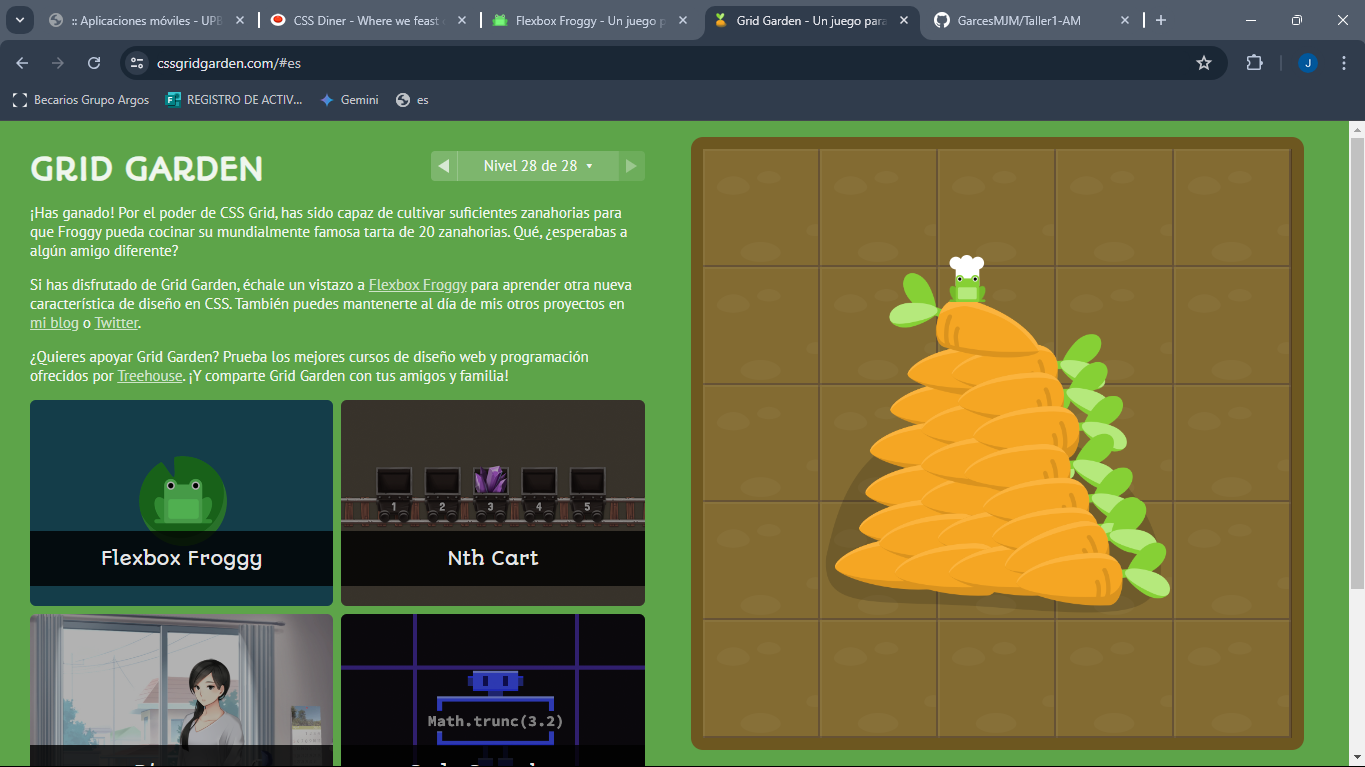 :: Aplicaciones móviles - UPB
CSS Diner - Where we feast
Flexbox Froggy - Un juego p
Grid Garden - Un juego para
GarcesMJM/Taller1-AM
cssgridgarden.com/#es
J
Becarios Grupo Argos
REGISTRO DE ACTIV...
Gemini
es
GRID GARDEN
Nivel 28 de 28
¡Has ganado! Por el poder de CSS Grid, has sido capaz de cultivar suficientes zanahorias para
que Froggy pueda cocinar su mundialmente famosa tarta de 20 zanahorias. Qué, ¿esperabas a
algún amigo diferente?
Si has disfrutado de Grid Garden, échale un vistazo a Flexbox Froggy para aprender otra nueva
característica de diseño en CSS. También puedes mantenerte al día de mis otros proyectos en
mi blog o Twitter.
¿Quieres apoyar Grid Garden? Prueba los mejores cursos de diseño web y programación
ofrecidos por Treehouse. ¡Y comparte Grid Garden con tus amigos y familia!
1 2 3 4 5
Flexbox Froggy
Nth Cart
Math.trunc(3.2)